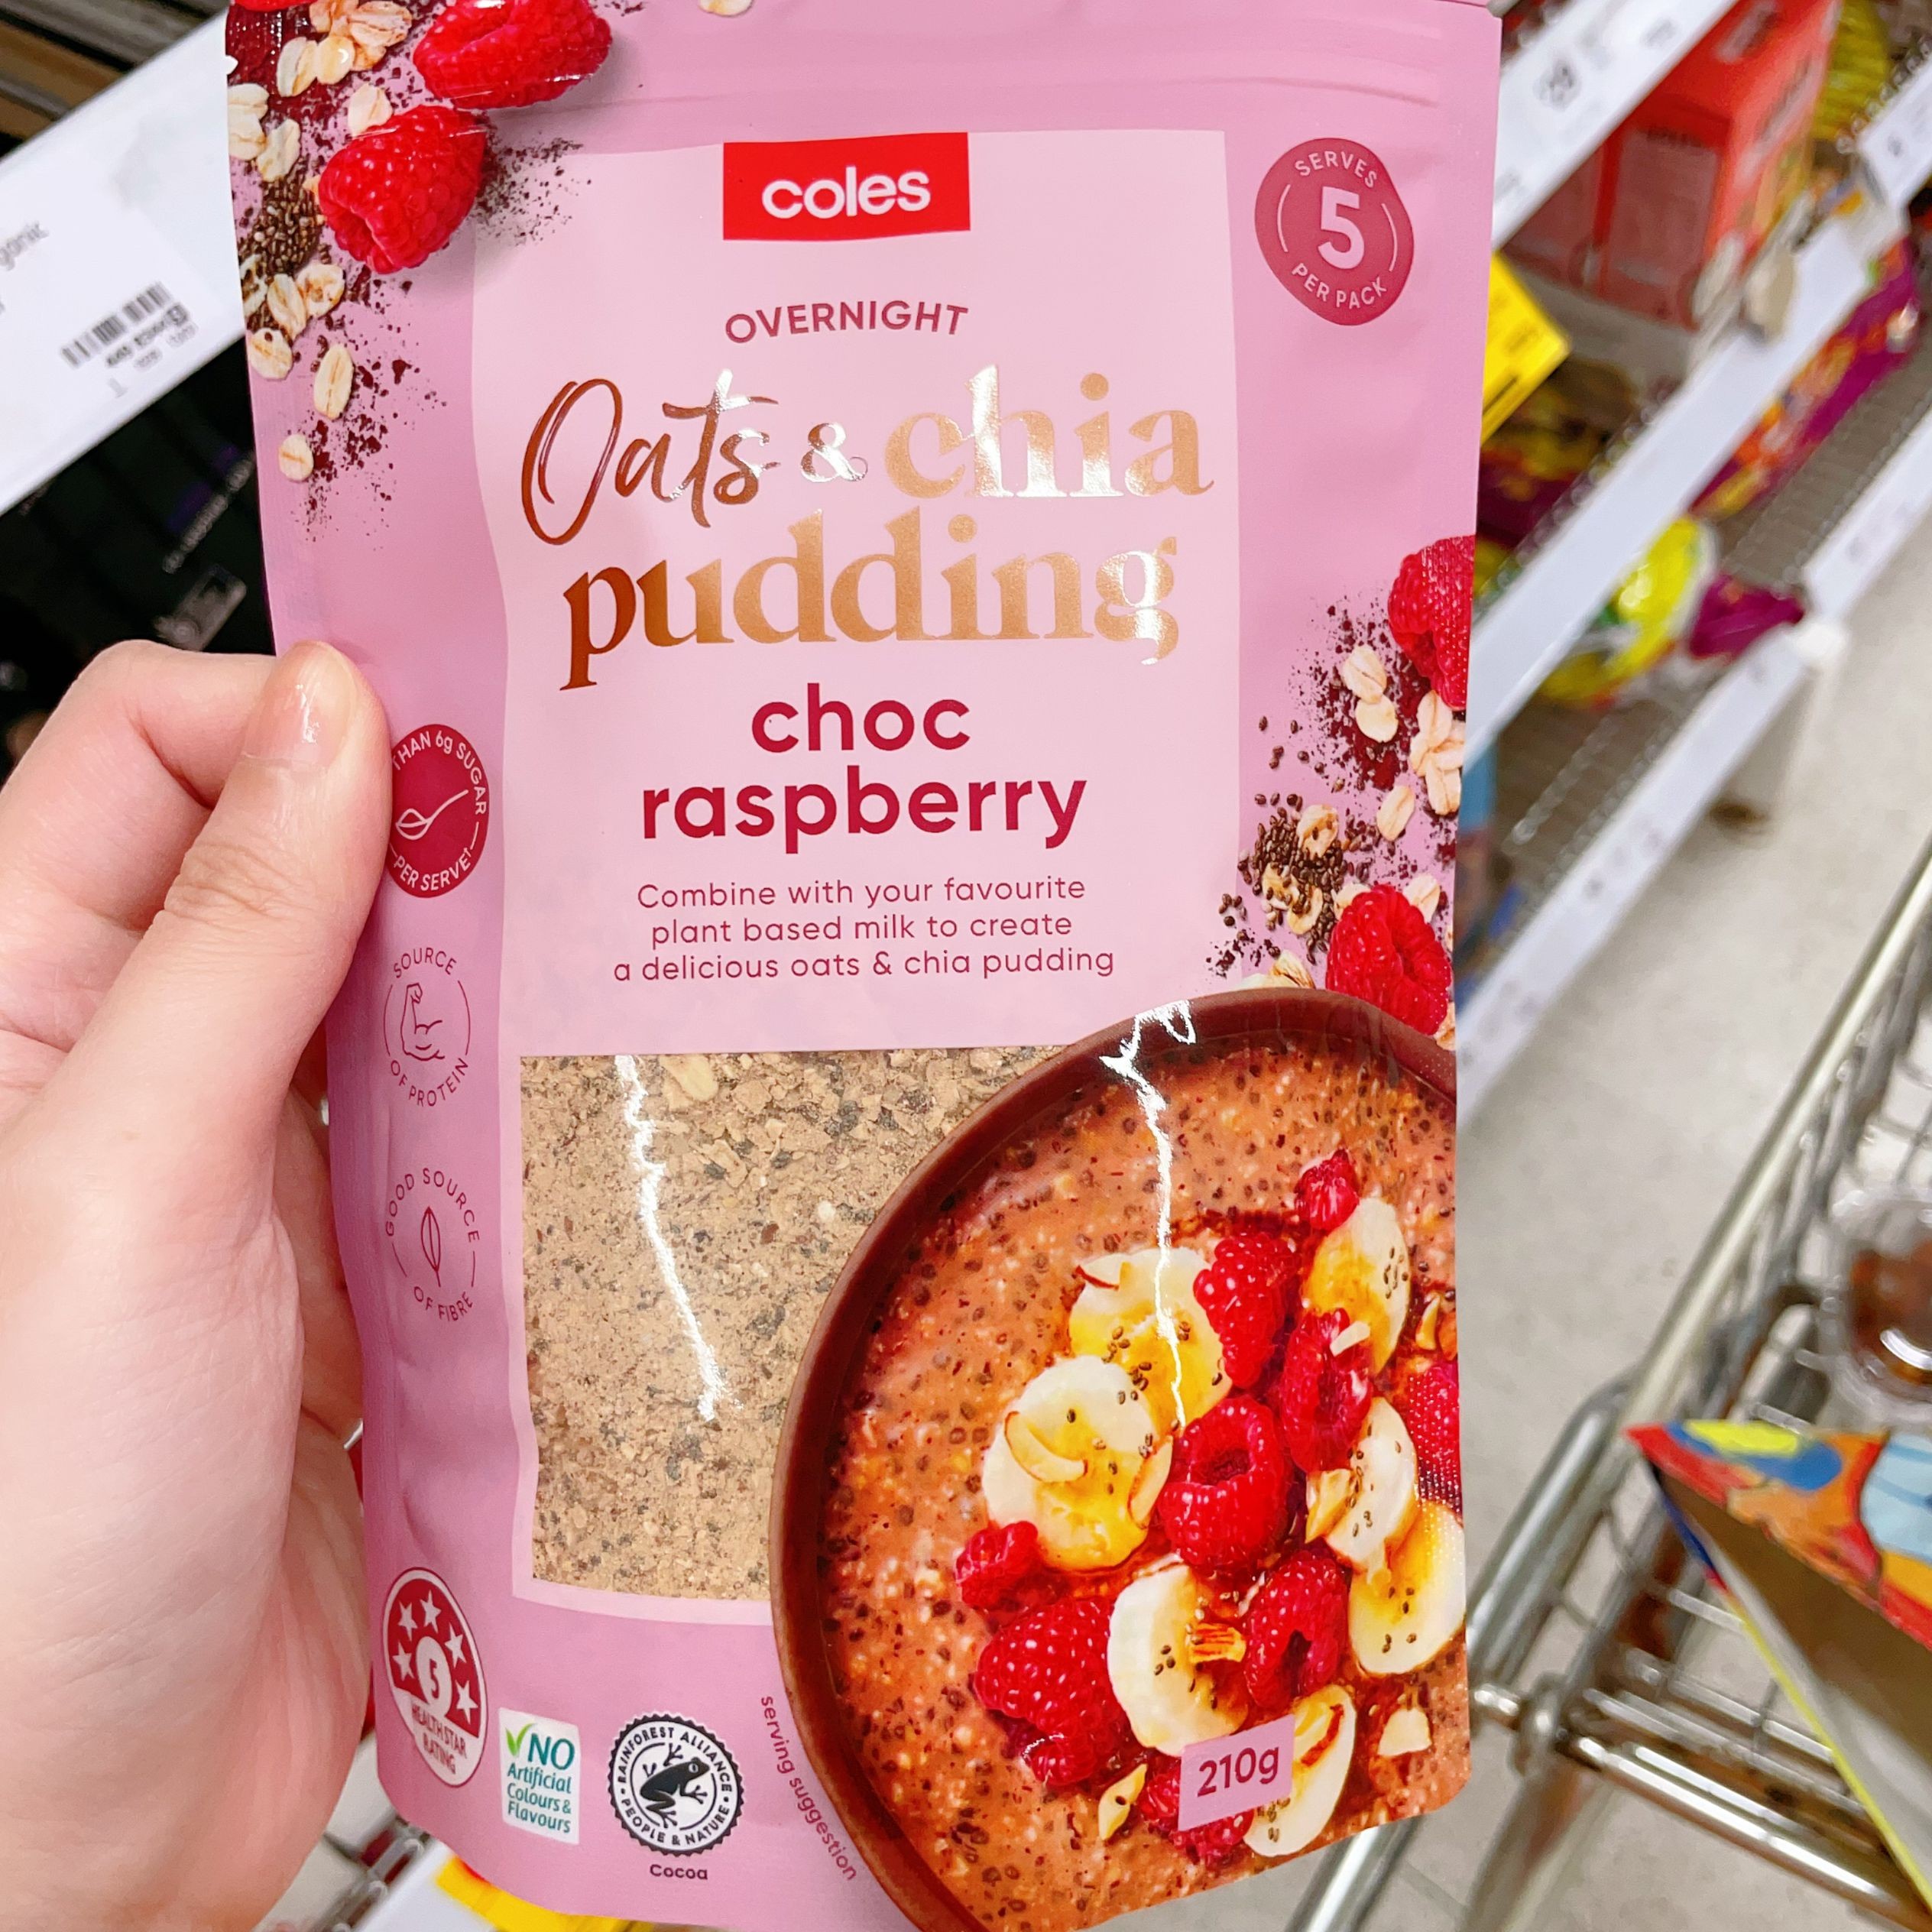 coles
SERVES
5
PER PACK
OVERNIGHT
Oats & chia
pudding
choc
raspberry
Combine with your favourite
plant based milk to create
a delicious oats & chia pudding
THAN 6g SUGAR
PER SERVE†
SOURCE
OF PROTEIN
GOOD SOURCE
OF FIBRE
5
HEALTH STAR
RATING
NO
Artificial
Colours &
Flavours
RAINFOREST ALLIANCE
PEOPLE & NATURE
Cocoa
serving suggestion
210g